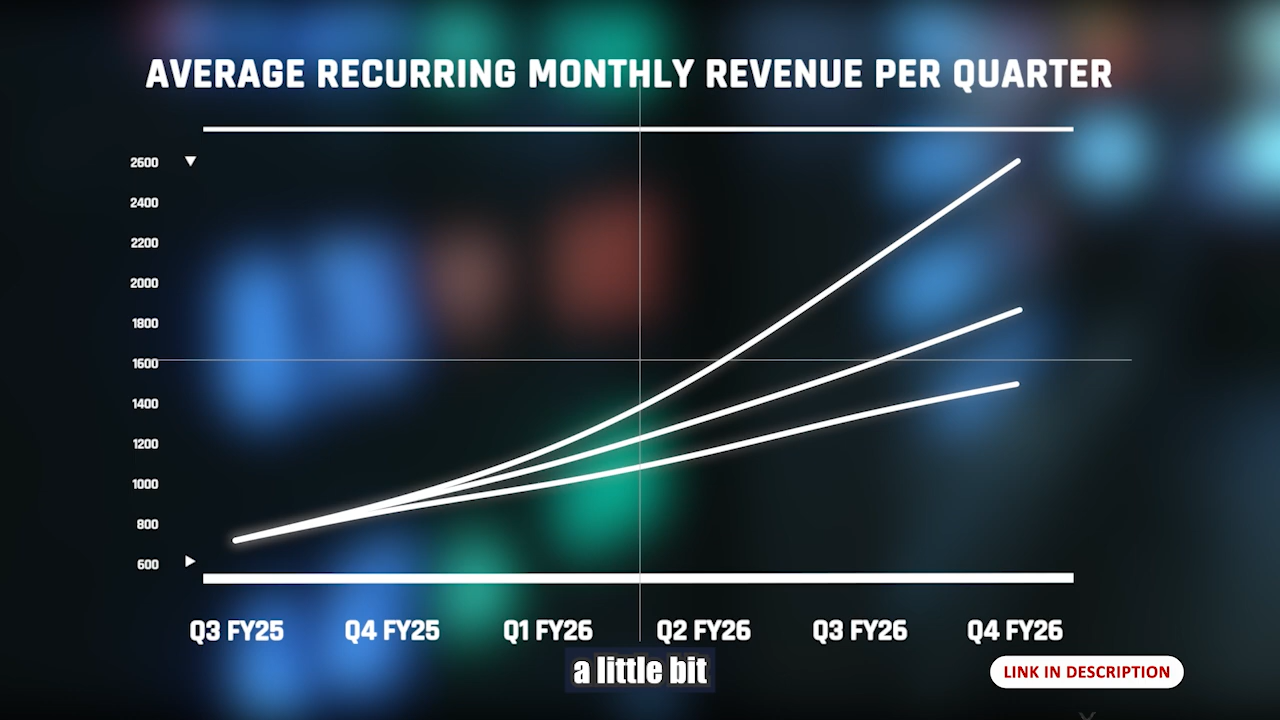 AVERAGE RECURRING MONTHLY REVENUE PER QUARTER
2600
2400
2200
2000
1800
1600
1400
1200
1000
800
600
Q3 FY25 Q4 FY25 Q1 FY26 Q2 FY26 Q3 FY26 Q4 FY26
a little bit
LINK IN DESCRIPTION